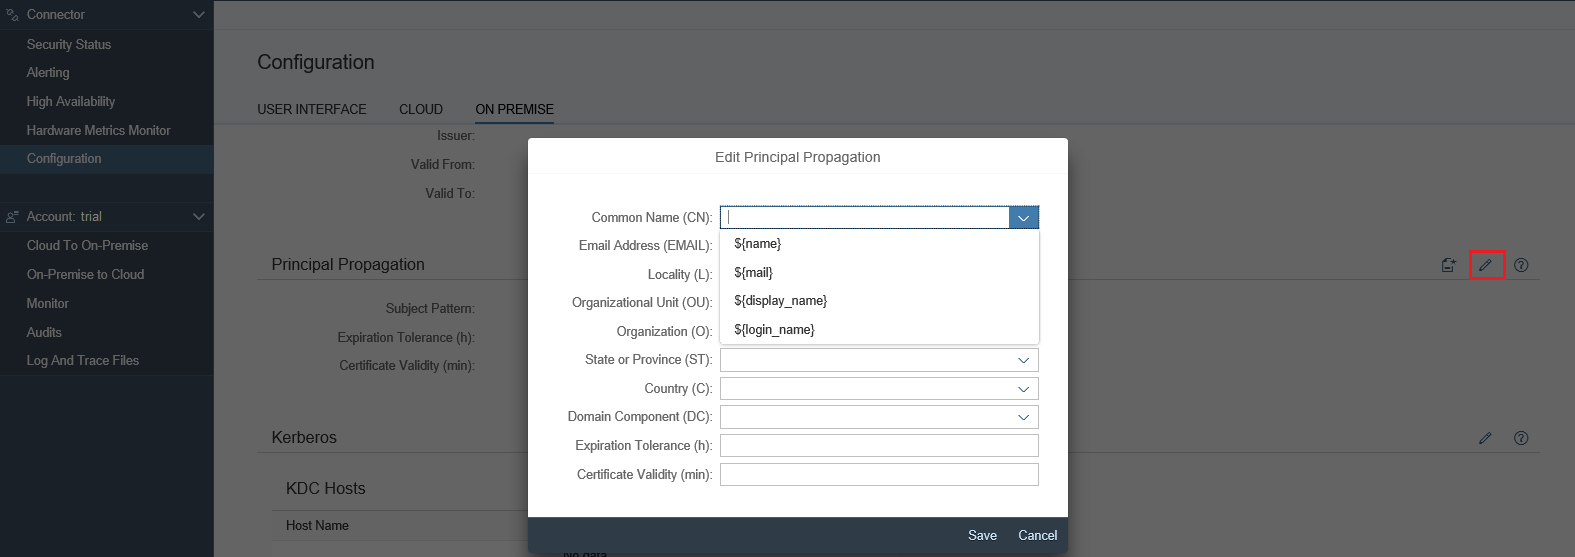 Connector
Security Status
Alerting
High Availability
Hardware Metrics Monitor
Configuration
Account: trial
Cloud To On-Premise
On-Premise to Cloud
Monitor
Audits
Log And Trace Files
Configuration
USER INTERFACE CLOUD ON PREMISE
Issuer:
Valid From:
Valid To:
Principal Propagation
Subject Pattern:
Expiration Tolerance (h):
Certificate Validity (min):
Kerberos
KDC Hosts
Host Name
No data
Edit Principal Propagation
Common Name (CN):
${name}
${mail}
${display_name}
${login_name}
Email Address (EMAIL):
Locality (L):
Organizational Unit (OU):
Organization (O):
State or Province (ST):
Country (C):
Domain Component (DC):
Expiration Tolerance (h):
Certificate Validity (min):
Save Cancel